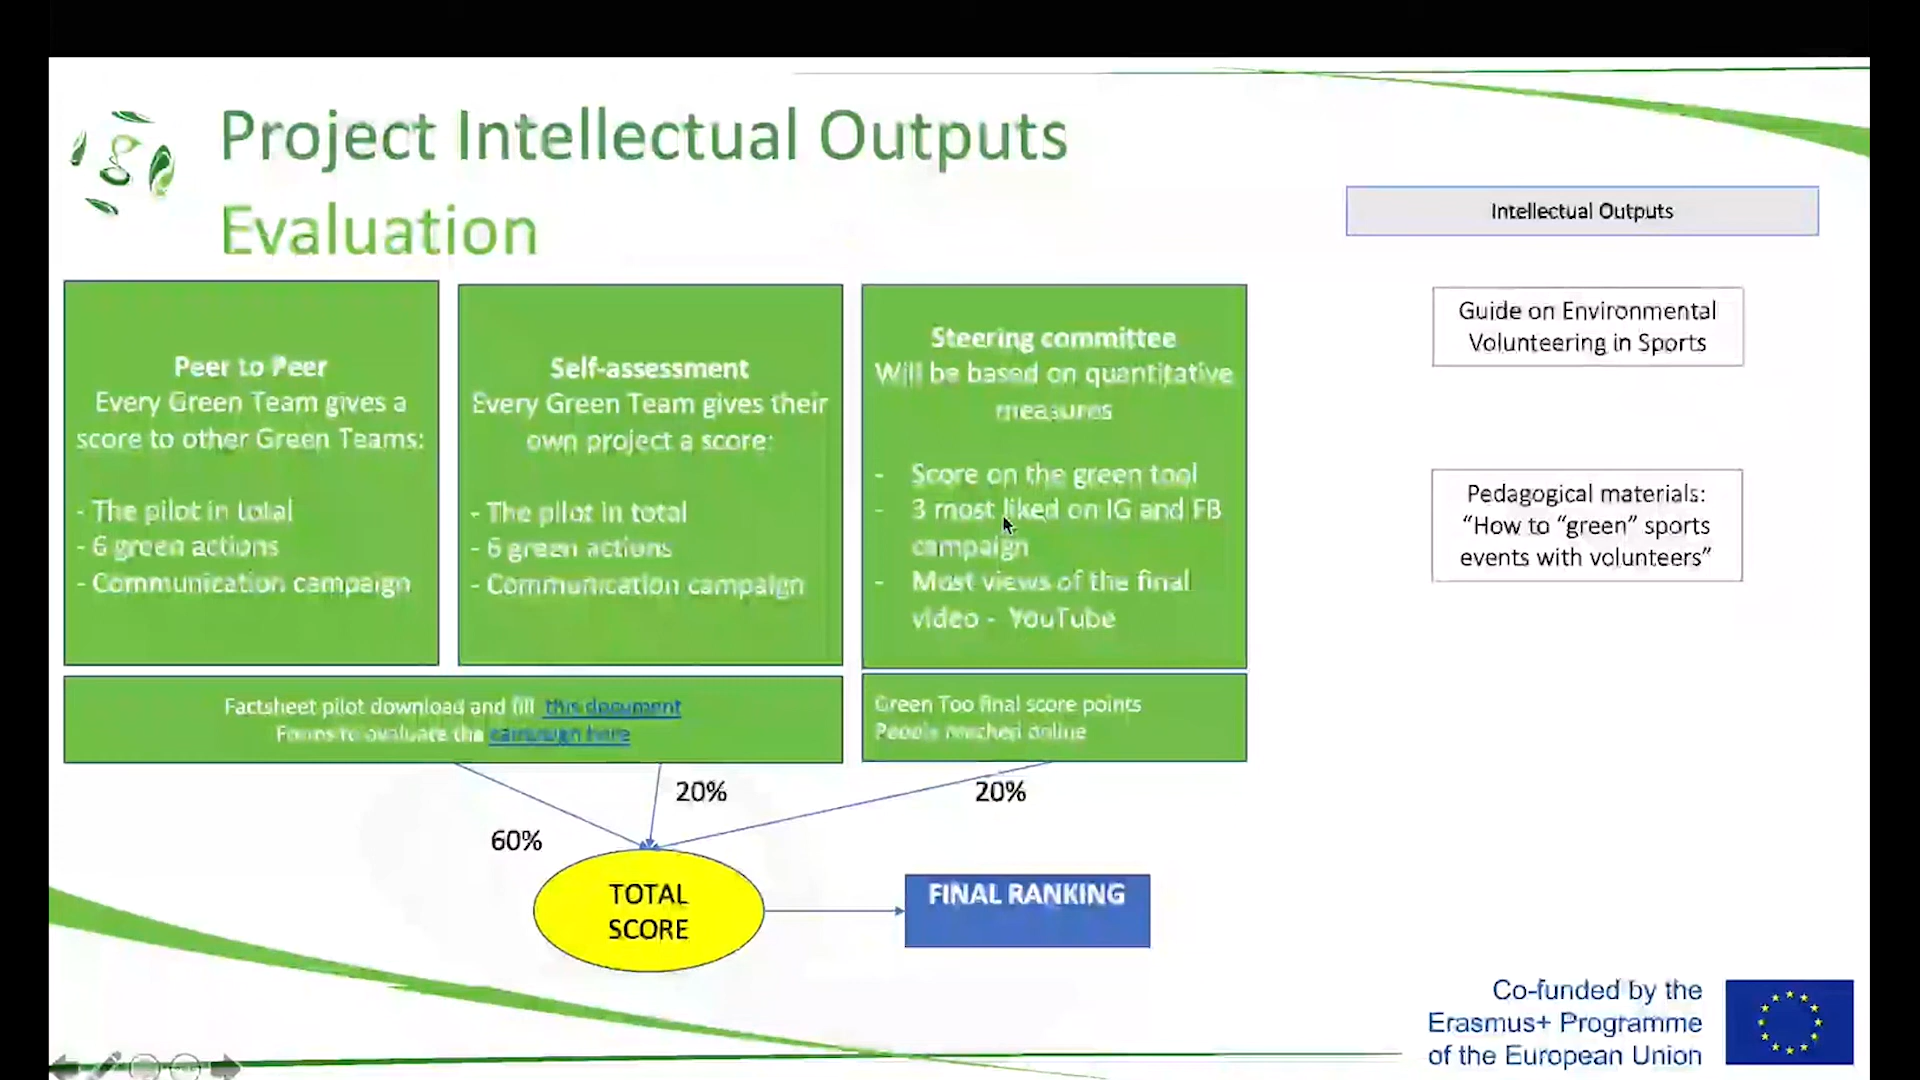 Project Intellectual Outputs
Evaluation
Intellectual Outputs
Peer to Peer
Every Green Team gives a
score to other Green Teams:
- The pilot in total
- 6 green actions
- Communication campaign
Self-assessment
Every Green Team gives their
own project a score:
- The pilot in total
- 6 green actions
- Communication campaign
Steering committee
Will be based on quantitative
measures
- Score on the green tool
- 3 most liked on IG and FB
campaign
- Most views of the final
video - YouTube
Guide on Environmental
Volunteering in Sports
Pedagogical materials:
“How to “green” sports
events with volunteers”
Factsheet pilot download and fill this document
Forms to evaluate the campaign here
Green Too final score points
People reached online
60%
20%
20%
TOTAL
SCORE
FINAL RANKING
Co-funded by the
Erasmus+ Programme
of the European Union